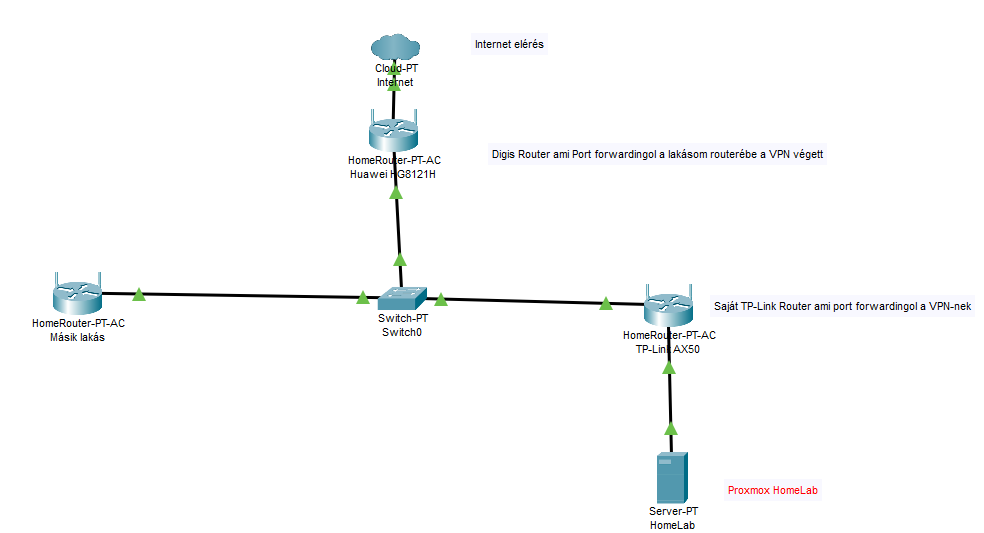 Internet elérés
Cloud-PT
Internet
HomeRouter-PT-AC
Huawei HG8121H
Digis Router ami Port forwardingol a lakásom routerébe a VPN végett
HomeRouter-PT-AC
Másik lakás
Switch-PT
Switch0
HomeRouter-PT-AC
TP-Link AX50
Saját TP-Link Router ami port forwardingol a VPN-nek
Server-PT
HomeLab
Proxmox HomeLab